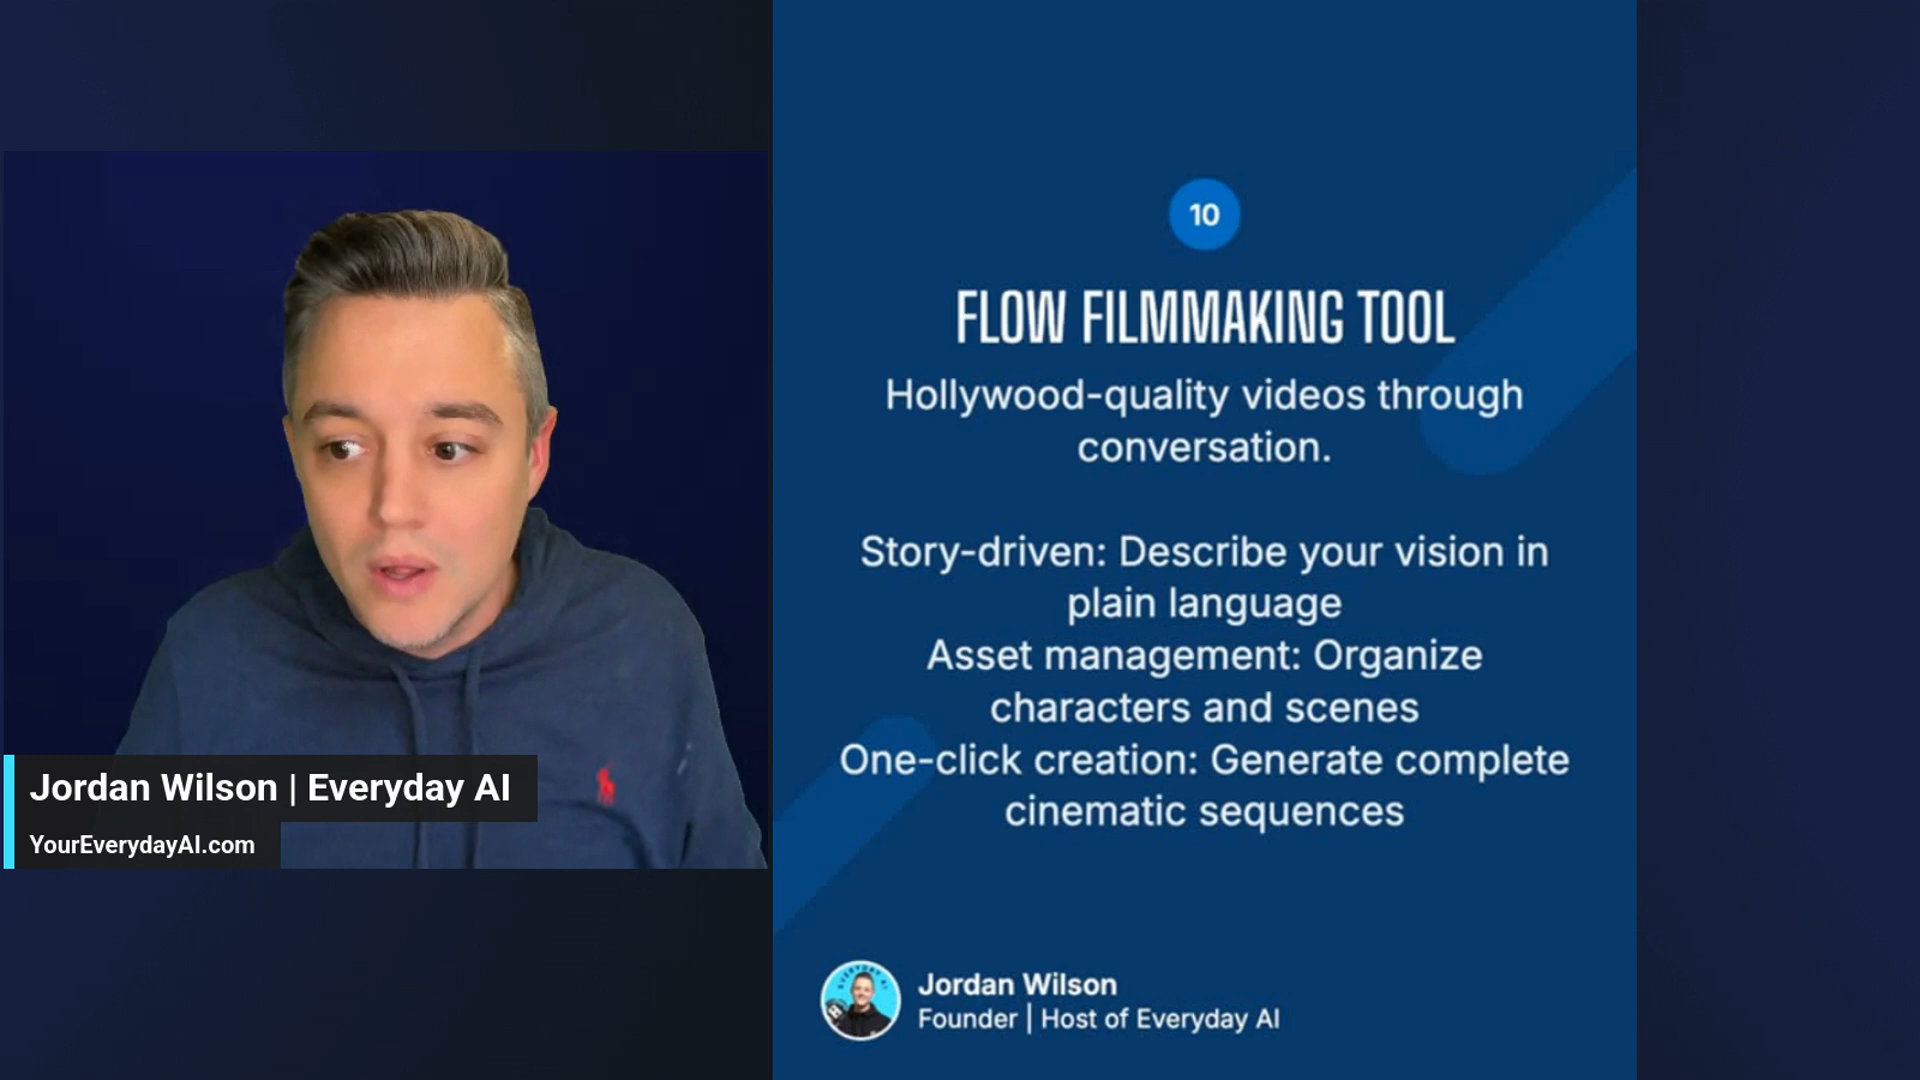 10
FLOW FILMMAKING TOOL
Hollywood-quality videos through
conversation.
Story-driven: Describe your vision in
plain language
Asset management: Organize
characters and scenes
One-click creation: Generate complete
cinematic sequences
Jordan Wilson | Everyday AI
YourEverydayAI.com
Jordan Wilson
Founder | Host of Everyday AI